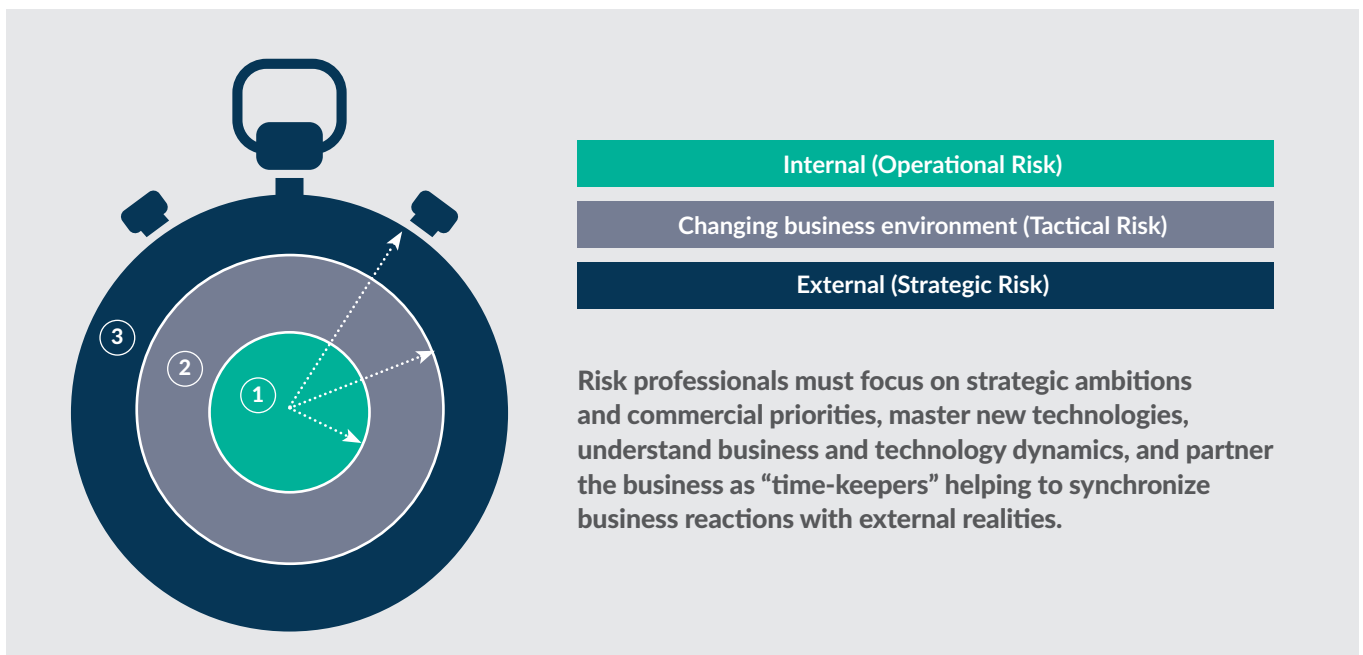 3
2
1
Internal (Operational Risk)
Changing business environment (Tactical Risk)
External (Strategic Risk)
Risk professionals must focus on strategic ambitions
and commercial priorities, master new technologies,
understand business and technology dynamics, and partner
the business as “time-keepers” helping to synchronize
business reactions with external realities.